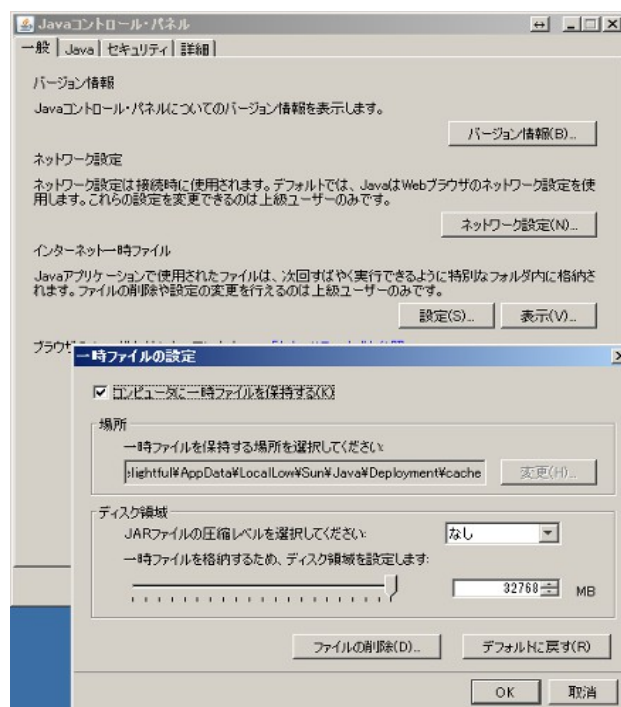 Javaコントロール・パネル
一般 Java セキュリティ 詳細
バージョン情報
Javaコントロール・パネルについてのバージョン情報を表示します。
バージョン情報(B)...
ネットワーク設定
ネットワーク設定は接続時に使用されます。デフォルトでは、JavaはWebブラウザのネットワーク設定を使
用します。これらの設定を変更できるのは上級ユーザーのみです。
ネットワーク設定(N)...
インターネット一時ファイル
Javaアプリケーションで使用されたファイルは、次回すばやく実行できるように特別なフォルダ内に格納さ
れます。ファイルの削除や設定の変更を行えるのは上級ユーザーのみです。
設定(S)... 表示(V)...
一時ファイルの設定
コンピュータに一時ファイルを保持する(K)
場所
一時ファイルを保持する場所を選択してください:
lightful¥AppData¥LocalLow¥Sun¥Java¥Deployment¥cache 変更(H)...
ディスク領域
JARファイルの圧縮レベルを選択してください: なし
一時ファイルを格納するため、ディスク領域を設定します:
32768 MB
ファイルの削除(D)... デフォルトに戻す(R)
OK 取消